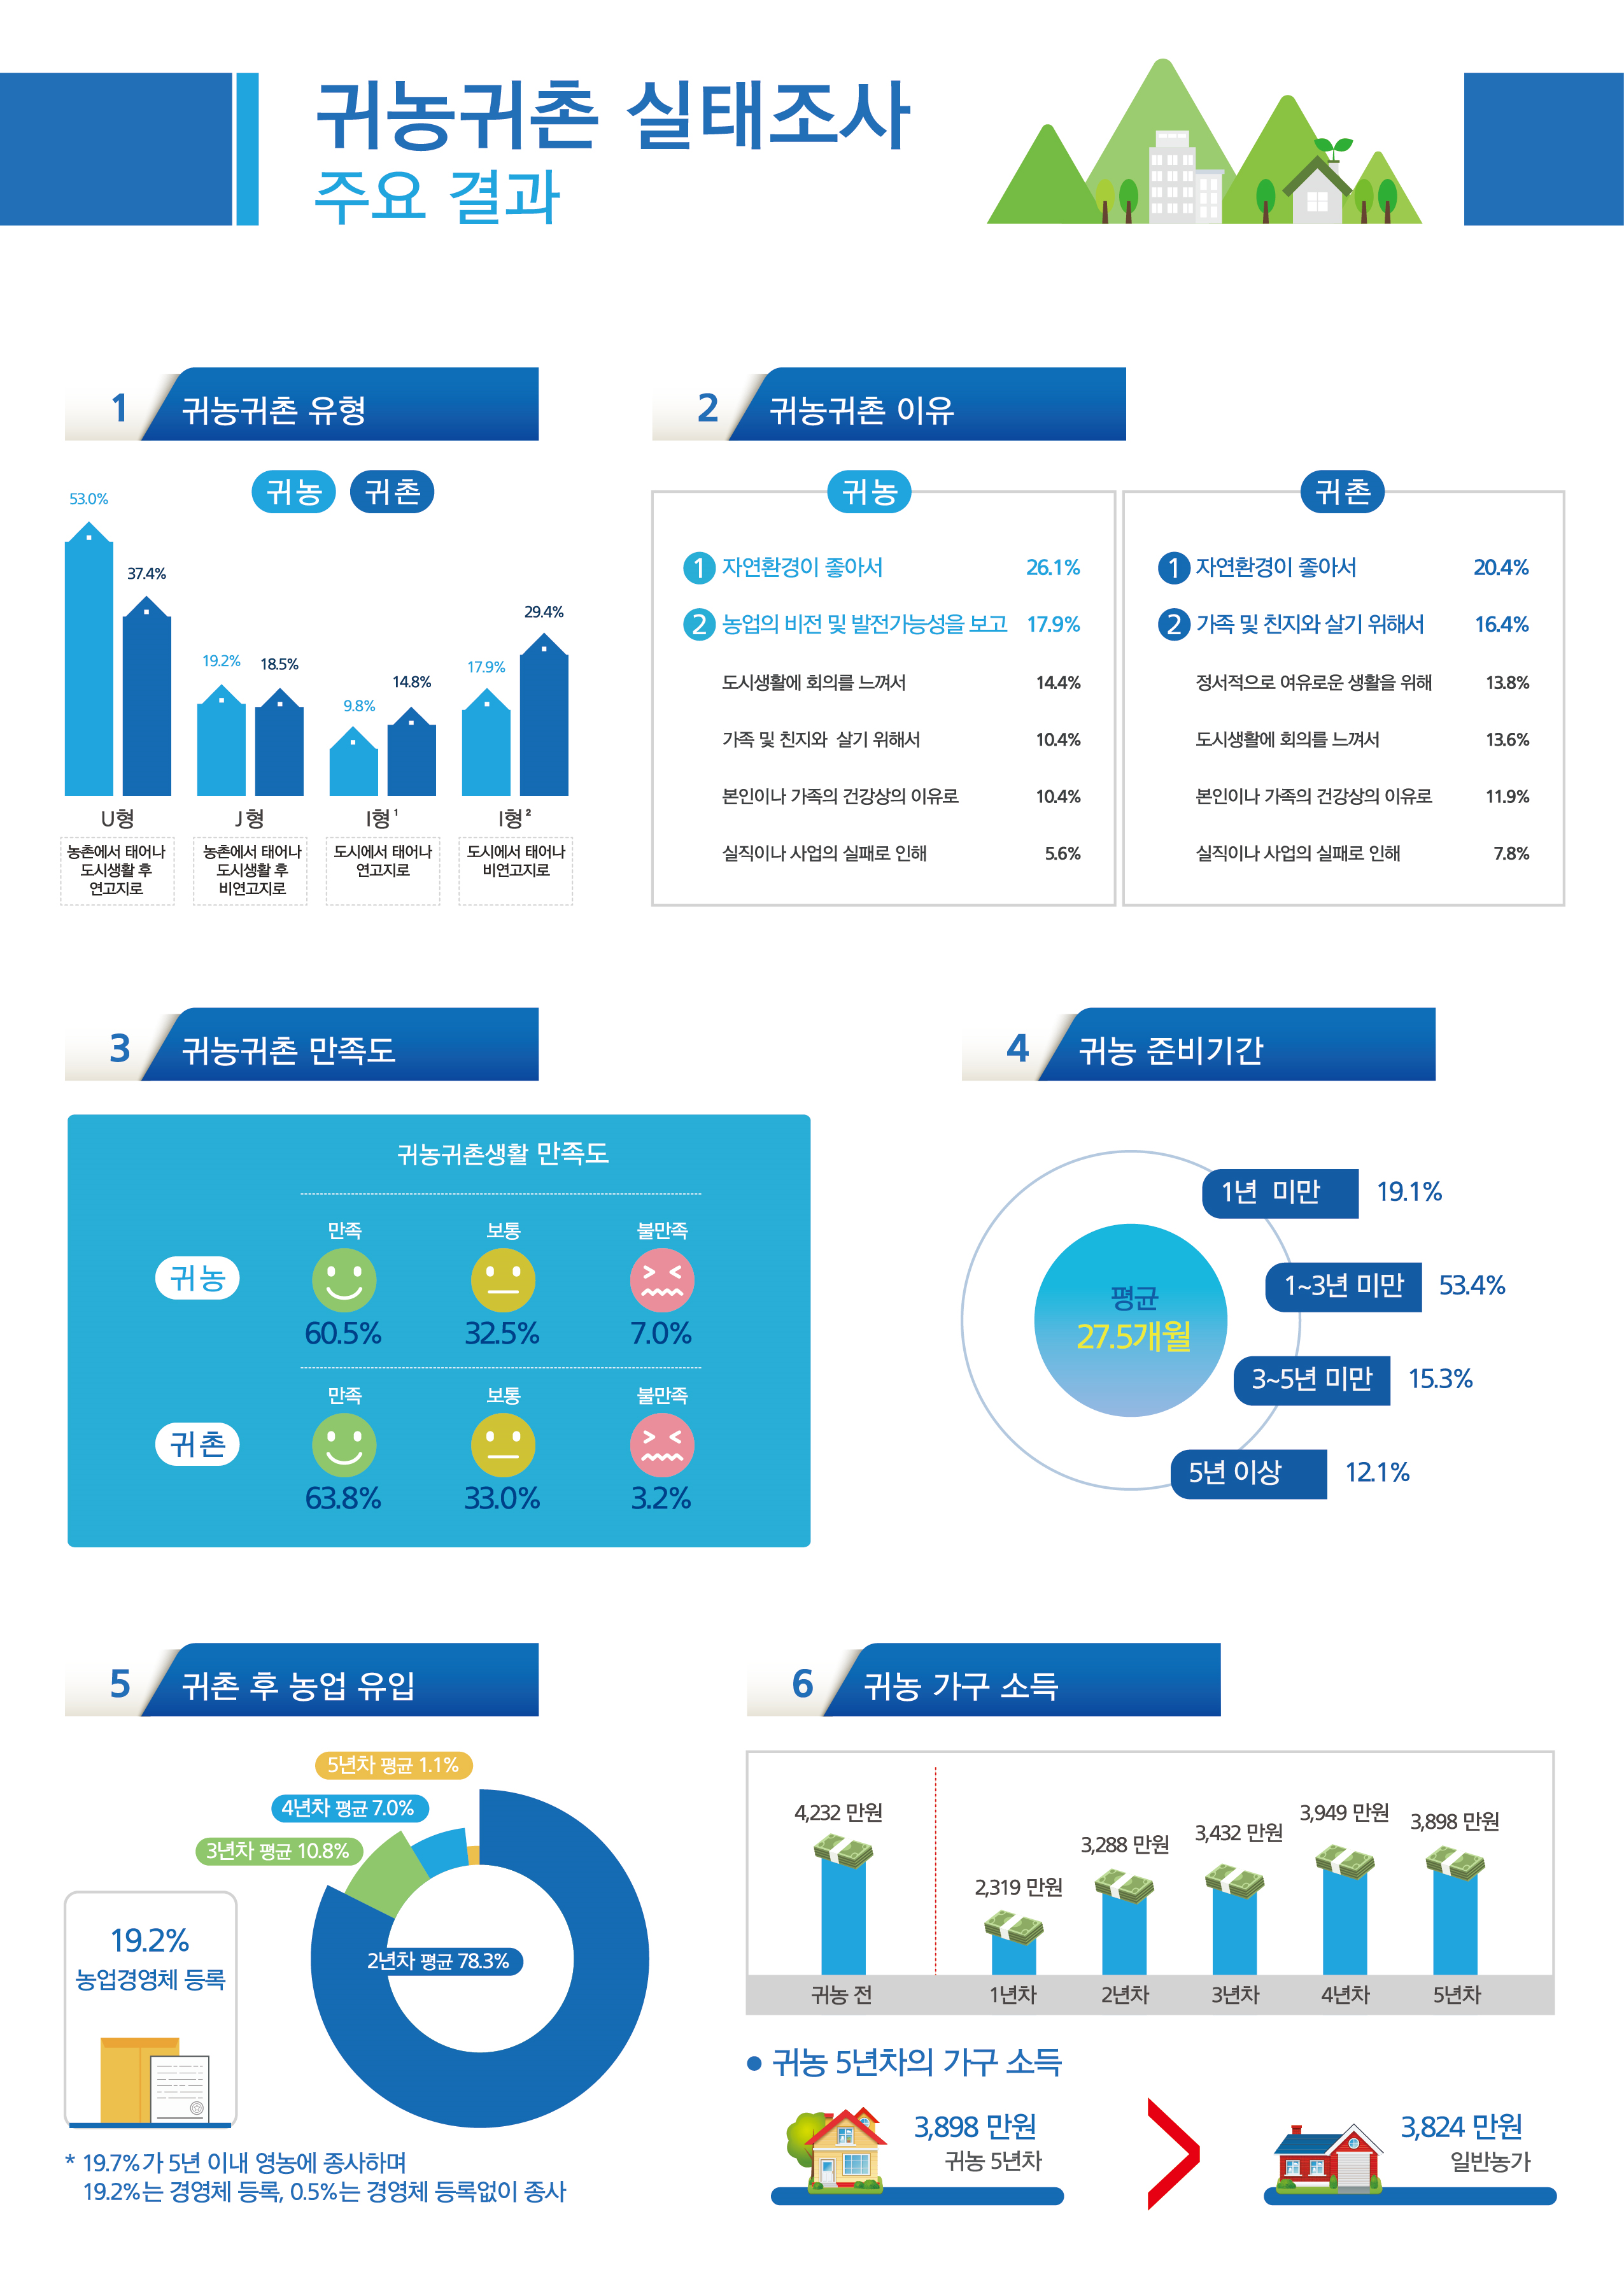 귀농귀촌 실태조사
주요 결과
1 귀농귀촌 유형
귀농 귀촌
53.0%
37.4%
19.2%
18.5%
9.8%
14.8%
17.9%
29.4%
U형
농촌에서 태어나
도시생활 후
연고지로
J형
농촌에서 태어나
도시생활 후
비연고지로
I형¹
도시에서 태어나
연고지로
I형²
도시에서 태어나
비연고지로
2 귀농귀촌 이유
귀농
1 자연환경이 좋아서 26.1%
2 농업의 비전 및 발전가능성을 보고 17.9%
도시생활에 회의를 느껴서 14.4%
가족 및 친지와 살기 위해서 10.4%
본인이나 가족의 건강상의 이유로 10.4%
실직이나 사업의 실패로 인해 5.6%
귀촌
1 자연환경이 좋아서 20.4%
2 가족 및 친지와 살기 위해서 16.4%
정서적으로 여유로운 생활을 위해 13.8%
도시생활에 회의를 느껴서 13.6%
본인이나 가족의 건강상의 이유로 11.9%
실직이나 사업의 실패로 인해 7.8%
3 귀농귀촌 만족도
귀농귀촌생활 만족도
귀농
만족 보통 불만족
60.5% 32.5% 7.0%
귀촌
만족 보통 불만족
63.8% 33.0% 3.2%
4 귀농 준비기간
평균
27.5개월
1년 미만 19.1%
1~3년 미만 53.4%
3~5년 미만 15.3%
5년 이상 12.1%
5 귀촌 후 농업 유입
5년차 평균 1.1%
4년차 평균 7.0%
3년차 평균 10.8%
2년차 평균 78.3%
19.2%
농업경영체 등록
* 19.7%가 5년 이내 영농에 종사하며
19.2%는 경영체 등록, 0.5%는 경영체 등록없이 종사
6 귀농 가구 소득
4,232 만원
2,319 만원
3,288 만원
3,432 만원
3,949 만원
3,898 만원
귀농 전 1년차 2년차 3년차 4년차 5년차
● 귀농 5년차의 가구 소득
3,898 만원
귀농 5년차
3,824 만원
일반농가